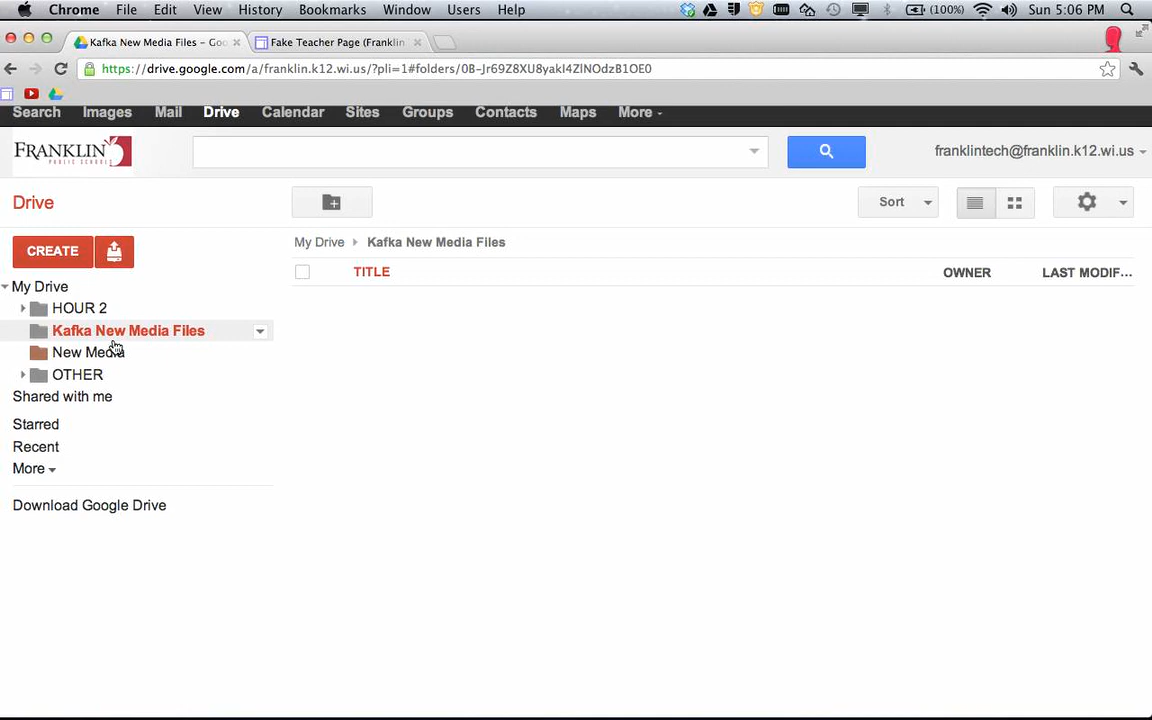 Chrome File Edit View History Bookmarks Window Users Help (100%) Sun 5:06 PM
Kafka New Media Files – Goo Fake Teacher Page (Franklin
https://drive.google.com/a/franklin.k12.wi.us/?pli=1#folders/0B-Jr69Z8XU8yakI4ZlNOdzB1OE0
Search Images Mail Drive Calendar Sites Groups Contacts Maps More
FRANKLIN
PUBLIC SCHOOLS
franklintech@franklin.k12.wi.us
Drive
Sort
CREATE
My Drive Kafka New Media Files
TITLE OWNER LAST MODIF...
My Drive
HOUR 2
Kafka New Media Files
New Media
OTHER
Shared with me
Starred
Recent
More
Download Google Drive